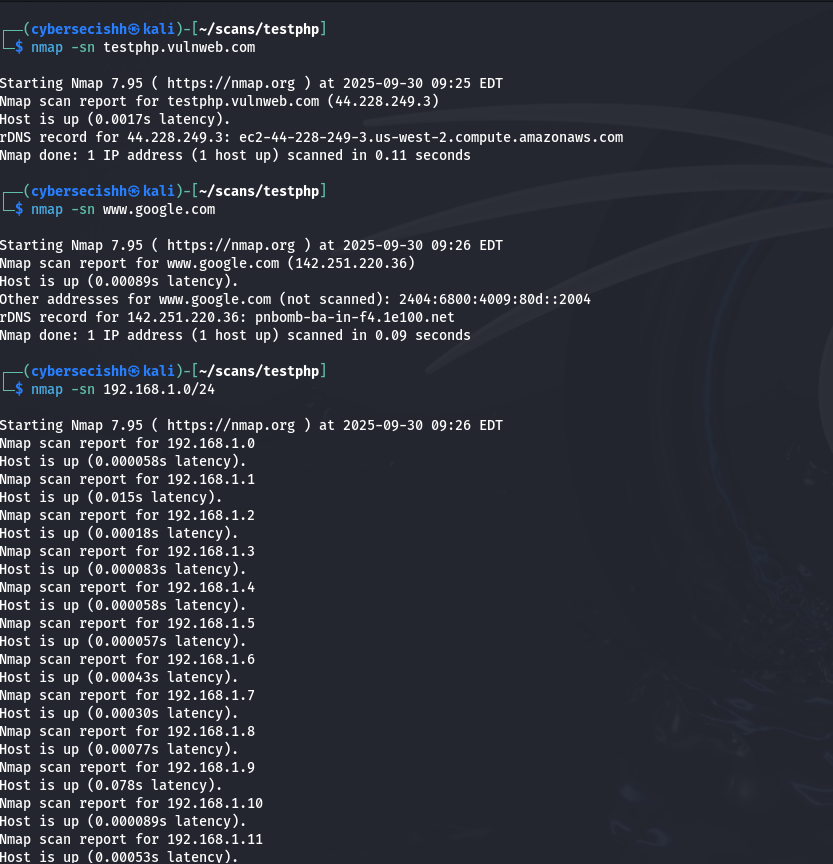 ┌──(cybersecishh㉿kali)-[~/scans/testphp]
└─$ nmap -sn testphp.vulnweb.com
Starting Nmap 7.95 ( https://nmap.org ) at 2025-09-30 09:25 EDT
Nmap scan report for testphp.vulnweb.com (44.228.249.3)
Host is up (0.0017s latency).
rDNS record for 44.228.249.3: ec2-44-228-249-3.us-west-2.compute.amazonaws.com
Nmap done: 1 IP address (1 host up) scanned in 0.11 seconds
┌──(cybersecishh㉿kali)-[~/scans/testphp]
└─$ nmap -sn www.google.com
Starting Nmap 7.95 ( https://nmap.org ) at 2025-09-30 09:26 EDT
Nmap scan report for www.google.com (142.251.220.36)
Host is up (0.00089s latency).
Other addresses for www.google.com (not scanned): 2404:6800:4009:80d::2004
rDNS record for 142.251.220.36: pnbomb-ba-in-f4.1e100.net
Nmap done: 1 IP address (1 host up) scanned in 0.09 seconds
┌──(cybersecishh㉿kali)-[~/scans/testphp]
└─$ nmap -sn 192.168.1.0/24
Starting Nmap 7.95 ( https://nmap.org ) at 2025-09-30 09:26 EDT
Nmap scan report for 192.168.1.0
Host is up (0.000058s latency).
Nmap scan report for 192.168.1.1
Host is up (0.015s latency).
Nmap scan report for 192.168.1.2
Host is up (0.00018s latency).
Nmap scan report for 192.168.1.3
Host is up (0.000083s latency).
Nmap scan report for 192.168.1.4
Host is up (0.000058s latency).
Nmap scan report for 192.168.1.5
Host is up (0.000057s latency).
Nmap scan report for 192.168.1.6
Host is up (0.00043s latency).
Nmap scan report for 192.168.1.7
Host is up (0.00030s latency).
Nmap scan report for 192.168.1.8
Host is up (0.00077s latency).
Nmap scan report for 192.168.1.9
Host is up (0.078s latency).
Nmap scan report for 192.168.1.10
Host is up (0.000089s latency).
Nmap scan report for 192.168.1.11
Host is up (0.00053s latency).